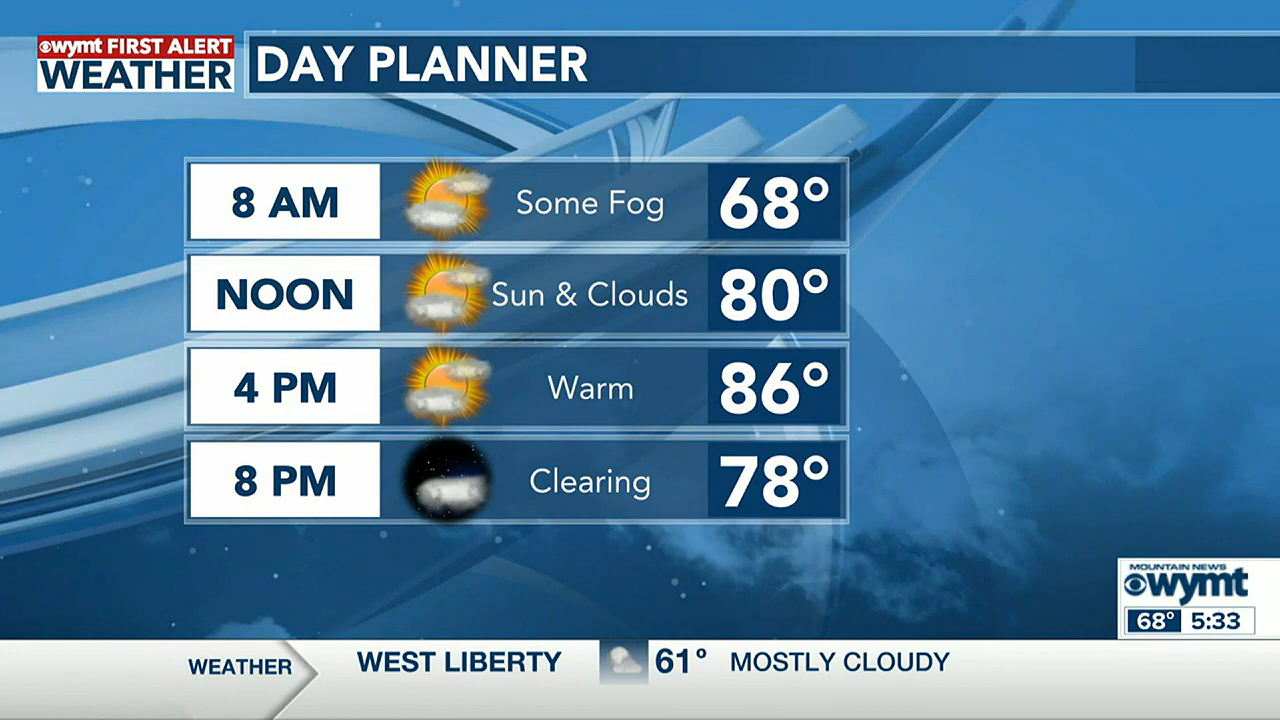 wymt FIRST ALERT
WEATHER
DAY PLANNER
8 AM Some Fog 68°
NOON Sun & Clouds 80°
4 PM Warm 86°
8 PM Clearing 78°
MOUNTAIN NEWS
wymt
68° 5:33
WEATHER WEST LIBERTY 61° MOSTLY CLOUDY